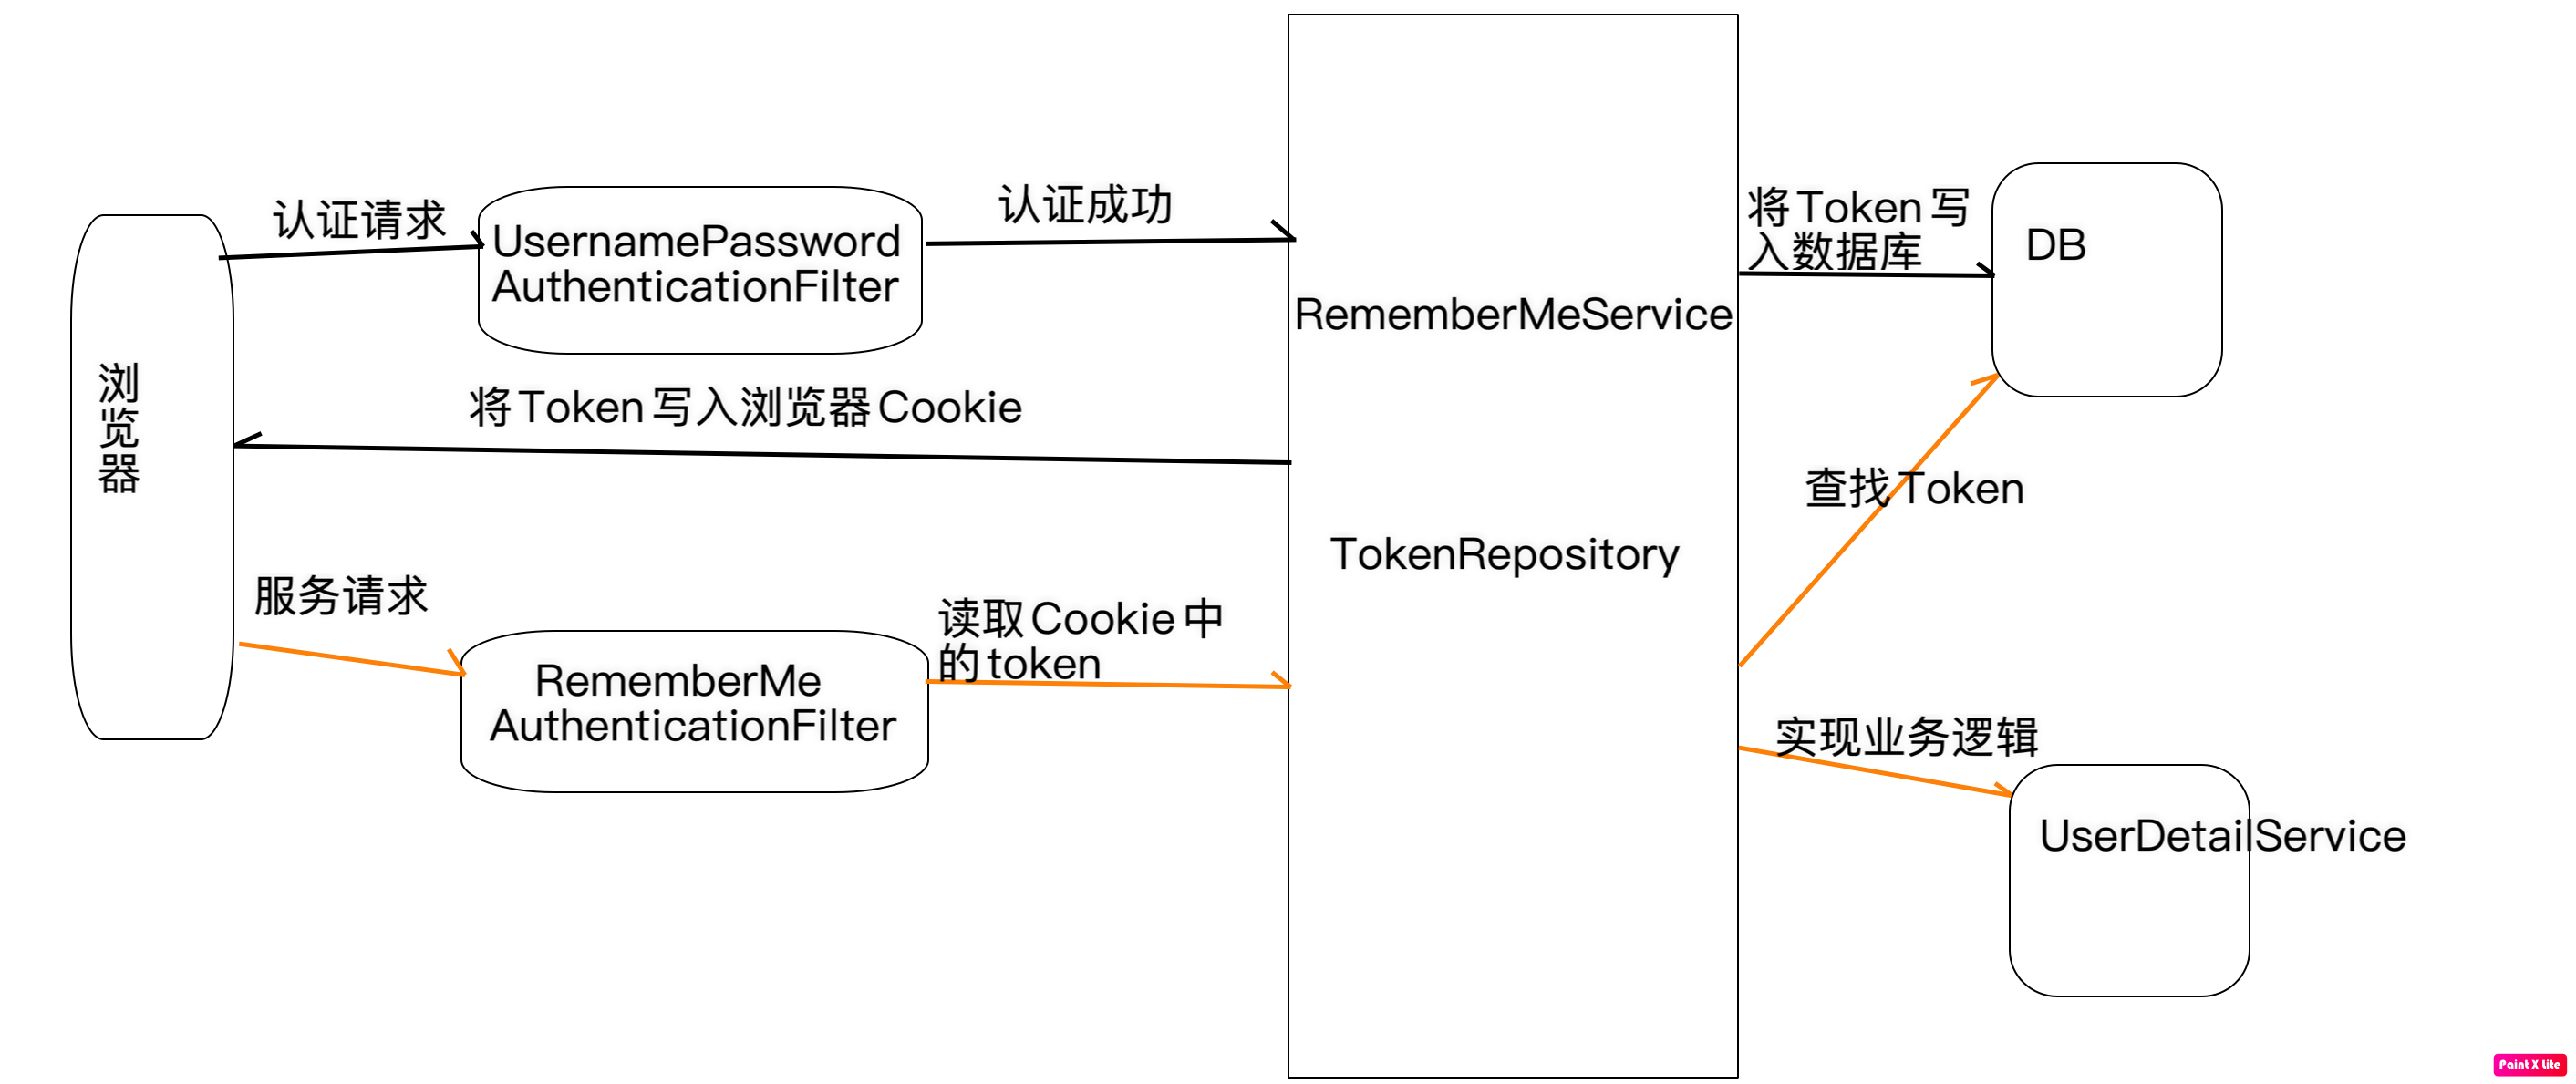 认证请求
UsernamePassword
AuthenticationFilter
认证成功
将Token写
入数据库
DB
RememberMeService
浏
览
器
将Token写入浏览器Cookie
查找Token
TokenRepository
服务请求
读取Cookie中
的token
RememberMe
AuthenticationFilter
实现业务逻辑
UserDetailService
Paint X Lite